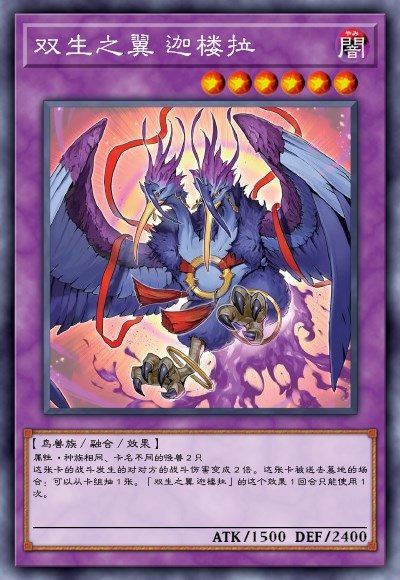 双生之翼 迦楼拉
やみ
闇
【鸟兽族／融合／效果】
属性·种族相同、卡名不同的怪兽2只
这张卡的战斗发生的对对方的战斗伤害变成2倍。这张卡被送去墓地的场
合：可以从卡组抽1张。「双生之翼 迦楼拉」的这个效果1回合只能使用1
次。
ATK/1500 DEF/2400